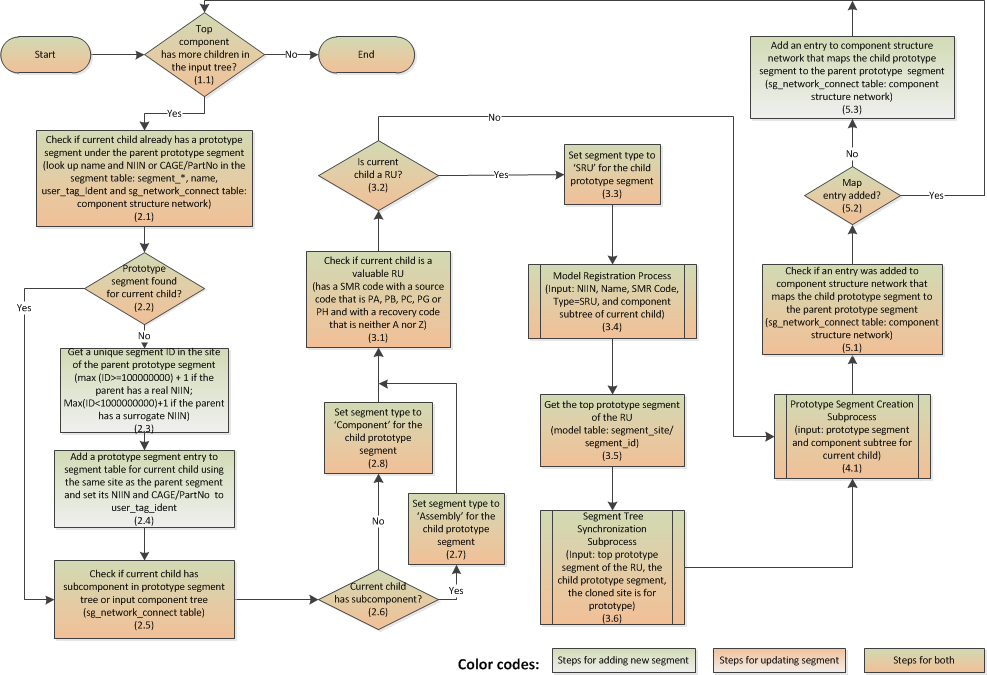 Start
Top
component
has more children in
the input tree?
(1.1)
No
End
Yes
Check if current child already has a prototype
segment under the parent prototype segment
(look up name and NIIN or CAGE/PartNo in the
segment table: segment_*, name,
user_tag_Ident and sg_network_connect table:
component structure network)
(2.1)
Prototype
segment found
for current child?
(2.2)
Yes
No
Get a unique segment ID in the site
of the parent prototype segment
(max (ID>=100000000) + 1 if the
parent has a real NIIN;
Max(ID<1000000000)+1 if the parent
has a surrogate NIIN)
(2.3)
Add a prototype segment entry to
segment table for current child using
the same site as the parent segment
and set its NIIN and CAGE/PartNo to
user_tag_ident
(2.4)
Check if current child has
subcomponent in prototype segment
tree or input component tree
(sg_network_connect table)
(2.5)
Current child
has subcomponent?
(2.6)
Yes
Set segment type to
'Assembly' for the
child prototype
segment
(2.7)
No
Set segment type to
'Component' for the
child prototype
segment
(2.8)
Check if current child is a
valuable RU
(has a SMR code with a source
code that is PA, PB, PC, PG or
PH and with a recovery code
that is neither A nor Z)
(3.1)
Is current
child a RU?
(3.2)
No
Yes
Set segment type to
'SRU' for the child
prototype segment
(3.3)
Model Registration Process
(Input: NIIN, Name, SMR Code,
Type=SRU, and component
subtree of current child)
(3.4)
Get the top prototype segment
of the RU
(model table: segment_site/
segment_id)
(3.5)
Segment Tree
Synchronization
Subprocess
(Input: top prototype
segment of the RU, the
child prototype segment,
the cloned site is for
prototype)
(3.6)
Prototype Segment Creation
Subprocess
(input: prototype segment
and component subtree for
current child)
(4.1)
Check if an entry was added to
component structure network that
maps the child prototype segment to
the parent prototype segment
(sg_network_connect table: component
structure network)
(5.1)
Map
entry added?
(5.2)
Yes
No
Add an entry to component structure
network that maps the child prototype
segment to the parent prototype segment
(sg_network_connect table: component
structure network)
(5.3)
Color codes:
Steps for adding new segment
Steps for updating segment
Steps for both